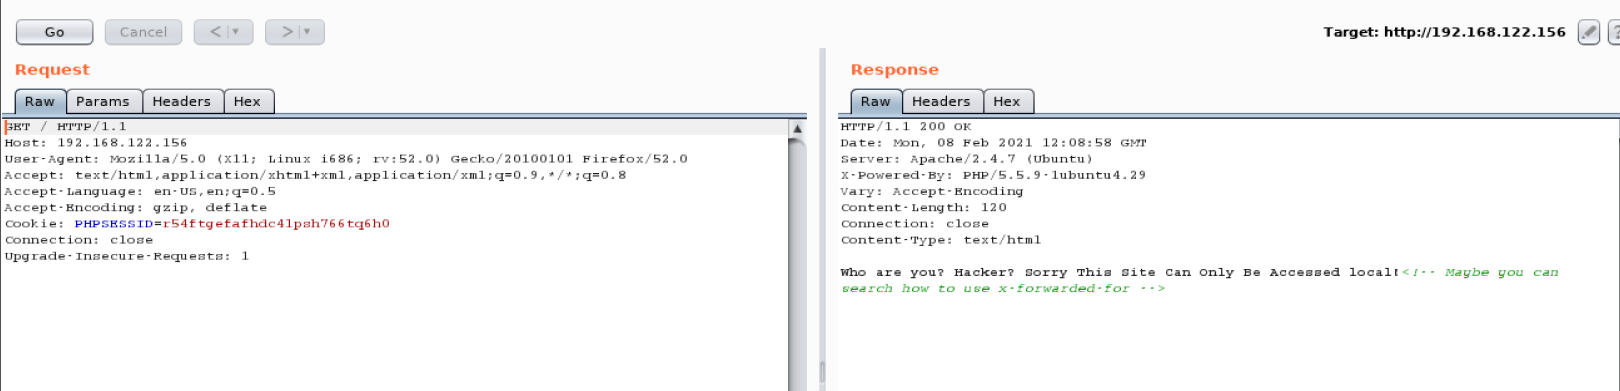 Go Cancel < > Target: http://192.168.122.156 ?
Request
Raw Params Headers Hex
GET / HTTP/1.1
Host: 192.168.122.156
User-Agent: Mozilla/5.0 (X11; Linux i686; rv:52.0) Gecko/20100101 Firefox/52.0
Accept: text/html,application/xhtml+xml,application/xml;q=0.9,*/*;q=0.8
Accept-Language: en-US,en;q=0.5
Accept-Encoding: gzip, deflate
Cookie: PHPSESSID=r54ftgefafhdc4lpsh766tq6h0
Connection: close
Upgrade-Insecure-Requests: 1
Response
Raw Headers Hex
HTTP/1.1 200 OK
Date: Mon, 08 Feb 2021 12:08:58 GMT
Server: Apache/2.4.7 (Ubuntu)
X-Powered-By: PHP/5.5.9-1ubuntu4.29
Vary: Accept-Encoding
Content-Length: 120
Connection: close
Content-Type: text/html
Who are you? Hacker? Sorry This Site Can Only Be Accessed local!<!-- Maybe you can
search how to use x-forwarded-for -->